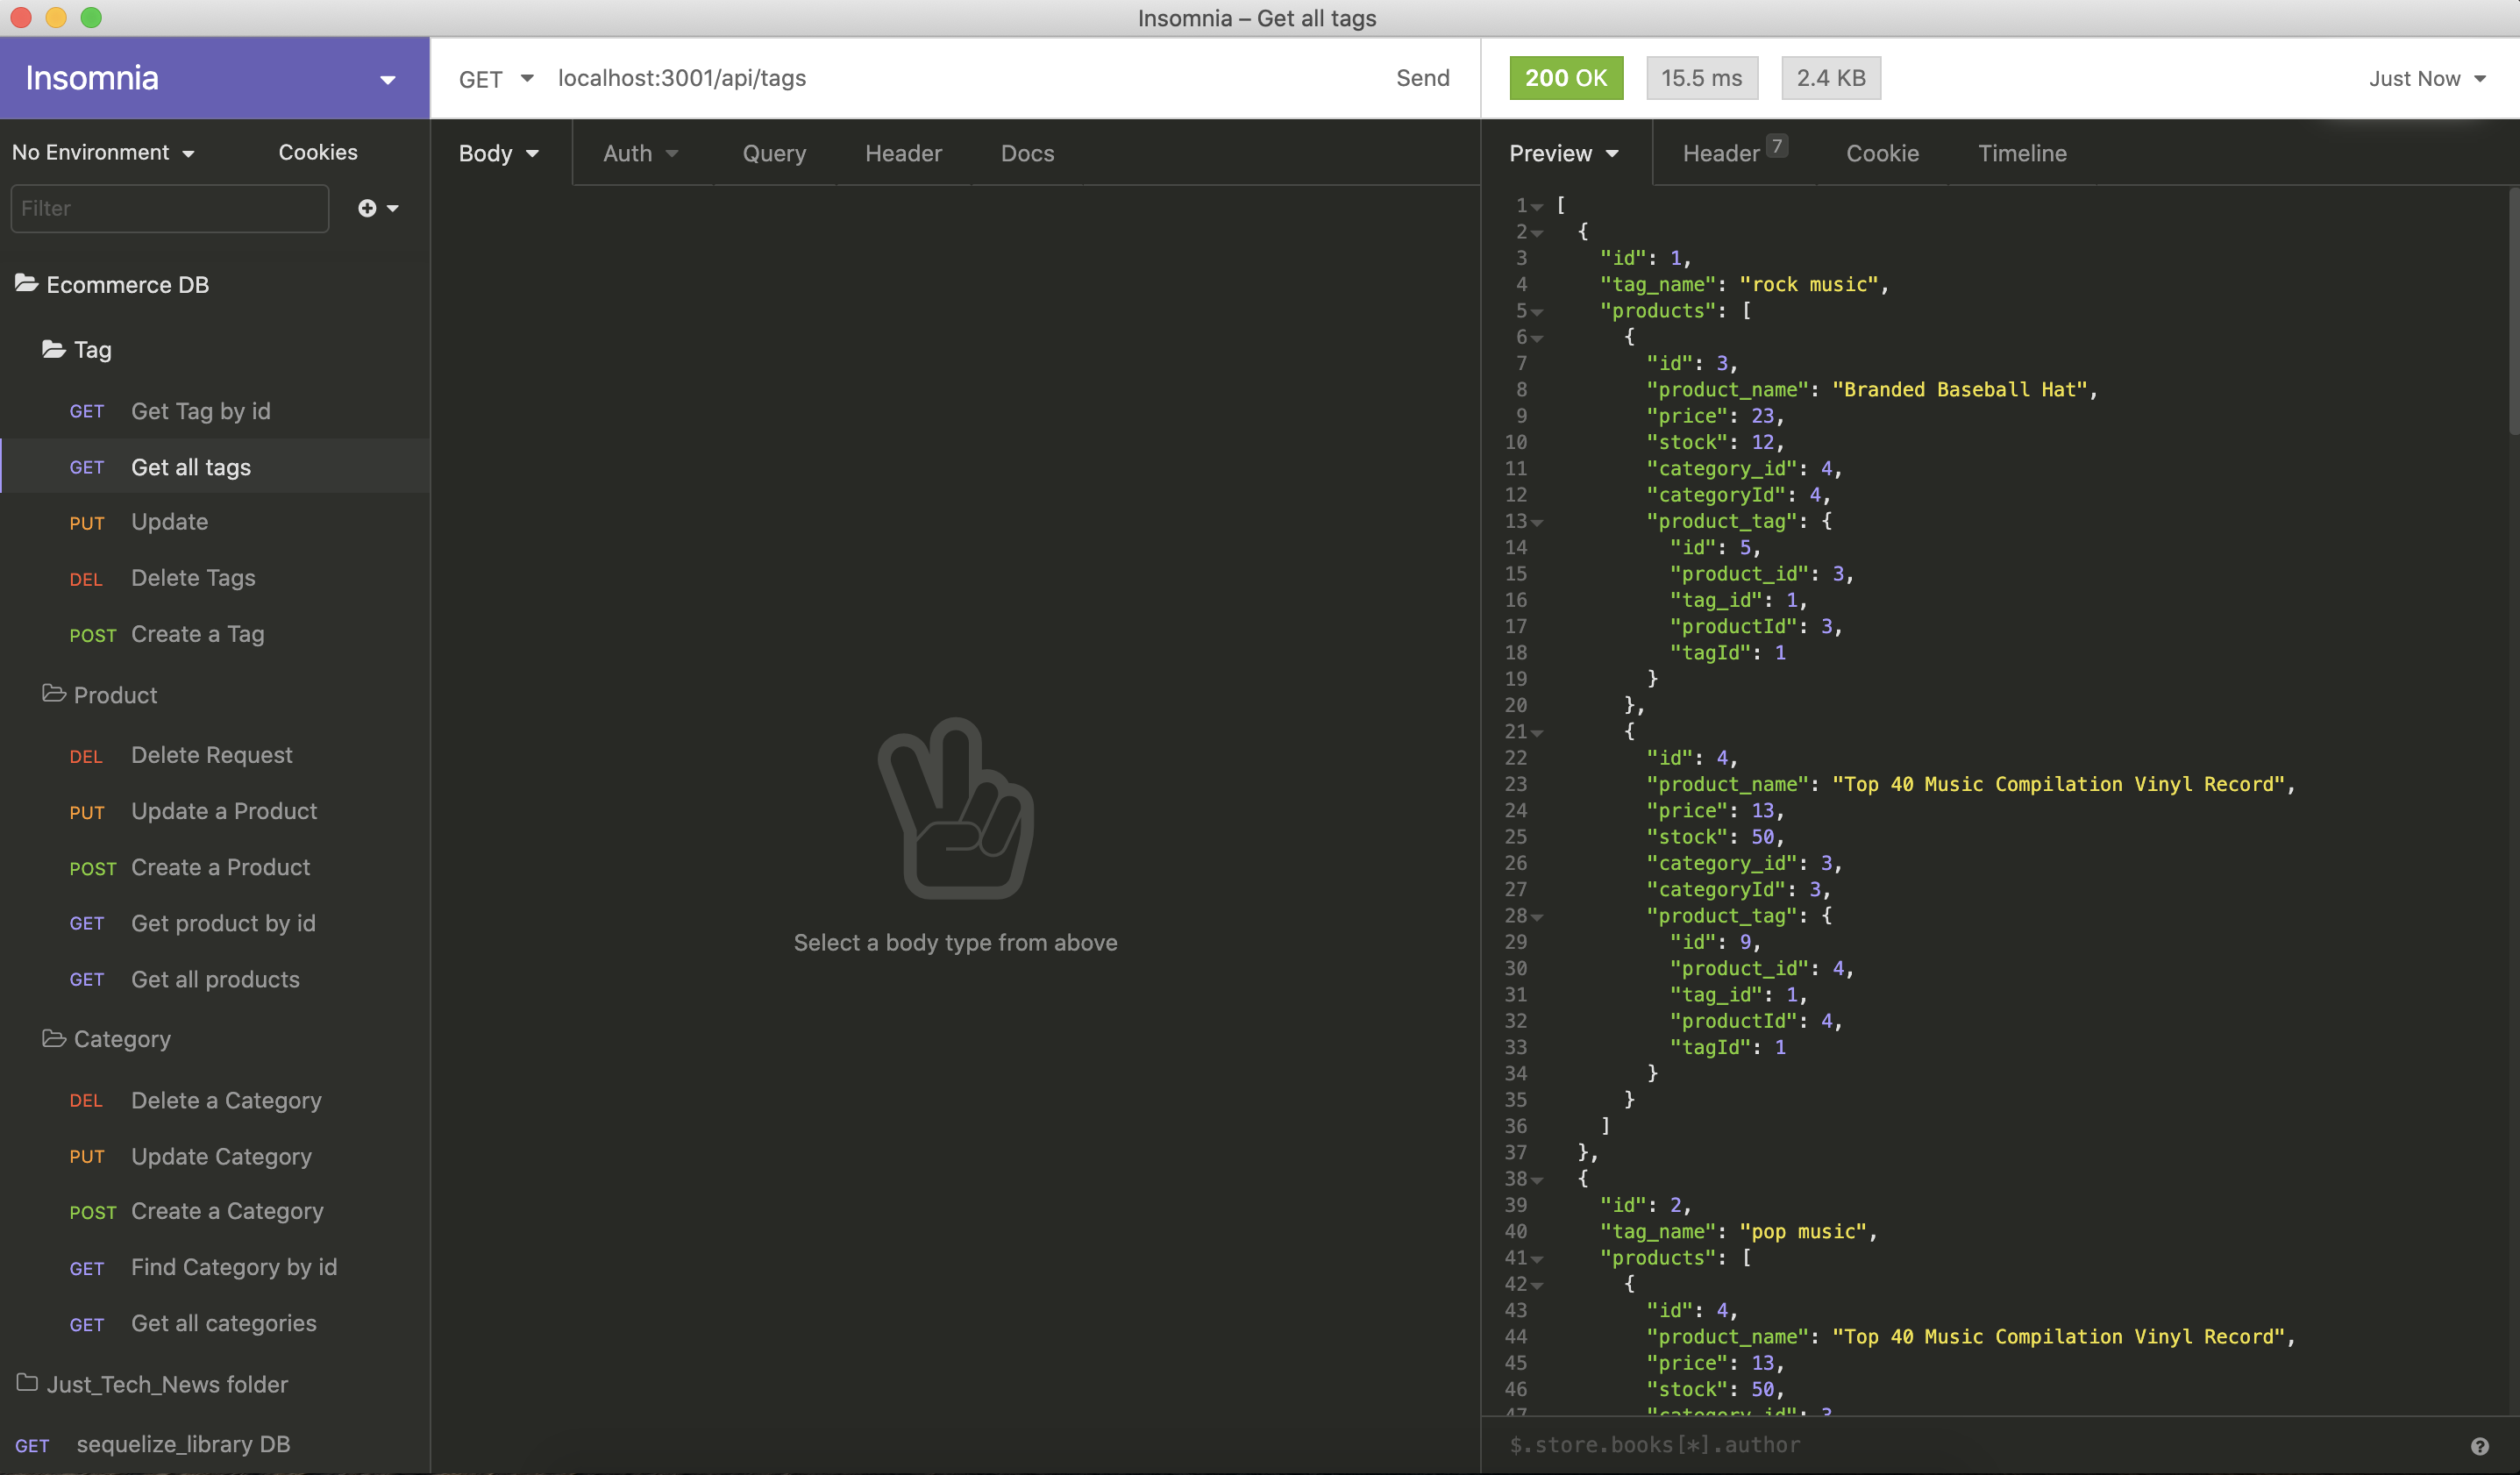 Insomnia – Get all tags
Insomnia
GET localhost:3001/api/tags Send
200 OK 15.5 ms 2.4 KB Just Now
No Environment Cookies
Filter
Ecommerce DB
Tag
GET Get Tag by id
GET Get all tags
PUT Update
DEL Delete Tags
POST Create a Tag
Product
DEL Delete Request
PUT Update a Product
POST Create a Product
GET Get product by id
GET Get all products
Category
DEL Delete a Category
PUT Update Category
POST Create a Category
GET Find Category by id
GET Get all categories
Just_Tech_News folder
GET sequelize_library DB
Body Auth Query Header Docs
Select a body type from above
Preview Header 7 Cookie Timeline
1 [
2 {
3 "id": 1,
4 "tag_name": "rock music",
5 "products": [
6 {
7 "id": 3,
8 "product_name": "Branded Baseball Hat",
9 "price": 23,
10 "stock": 12,
11 "category_id": 4,
12 "categoryId": 4,
13 "product_tag": {
14 "id": 5,
15 "product_id": 3,
16 "tag_id": 1,
17 "productId": 3,
18 "tagId": 1
19 }
20 },
21 {
22 "id": 4,
23 "product_name": "Top 40 Music Compilation Vinyl Record",
24 "price": 13,
25 "stock": 50,
26 "category_id": 3,
27 "categoryId": 3,
28 "product_tag": {
29 "id": 9,
30 "product_id": 4,
31 "tag_id": 1,
32 "productId": 4,
33 "tagId": 1
34 }
35 }
36 ]
37 },
38 {
39 "id": 2,
40 "tag_name": "pop music",
41 "products": [
42 {
43 "id": 4,
44 "product_name": "Top 40 Music Compilation Vinyl Record",
45 "price": 13,
46 "stock": 50,
47 "category_id": 3
$.store.books[*].author